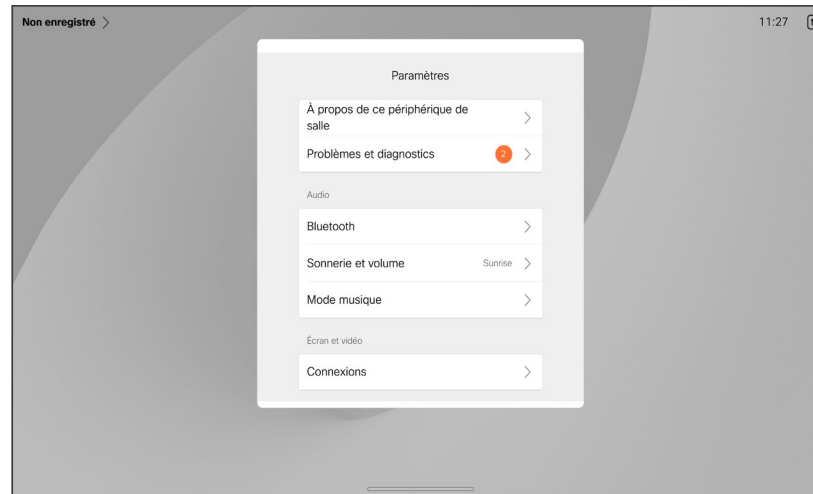 Non enregistré
11:27
Paramètres
À propos de ce périphérique de
salle
Problèmes et diagnostics 2
Audio
Bluetooth
Sonnerie et volume Sunrise
Mode musique
Écran et vidéo
Connexions